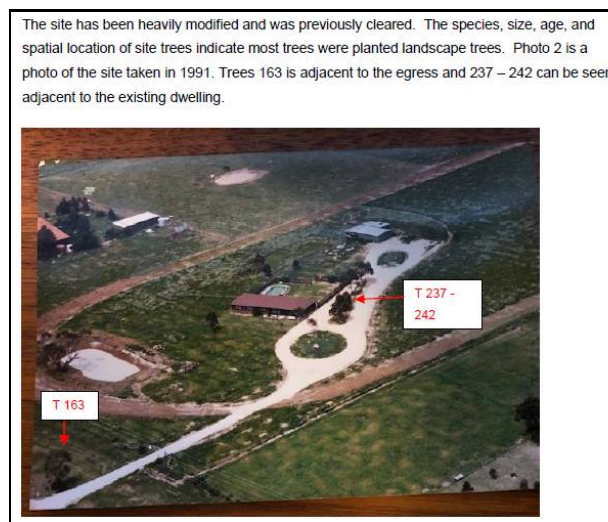 The site has been heavily modified and was previously cleared.  The species, size, age, and
spatial location of site trees indicate most trees were planted landscape trees.  Photo 2 is a
photo of the site taken in 1991. Trees 163 is adjacent to the egress and 237 – 242 can be seen
adjacent to the existing dwelling.
T 237 -
242
T 163